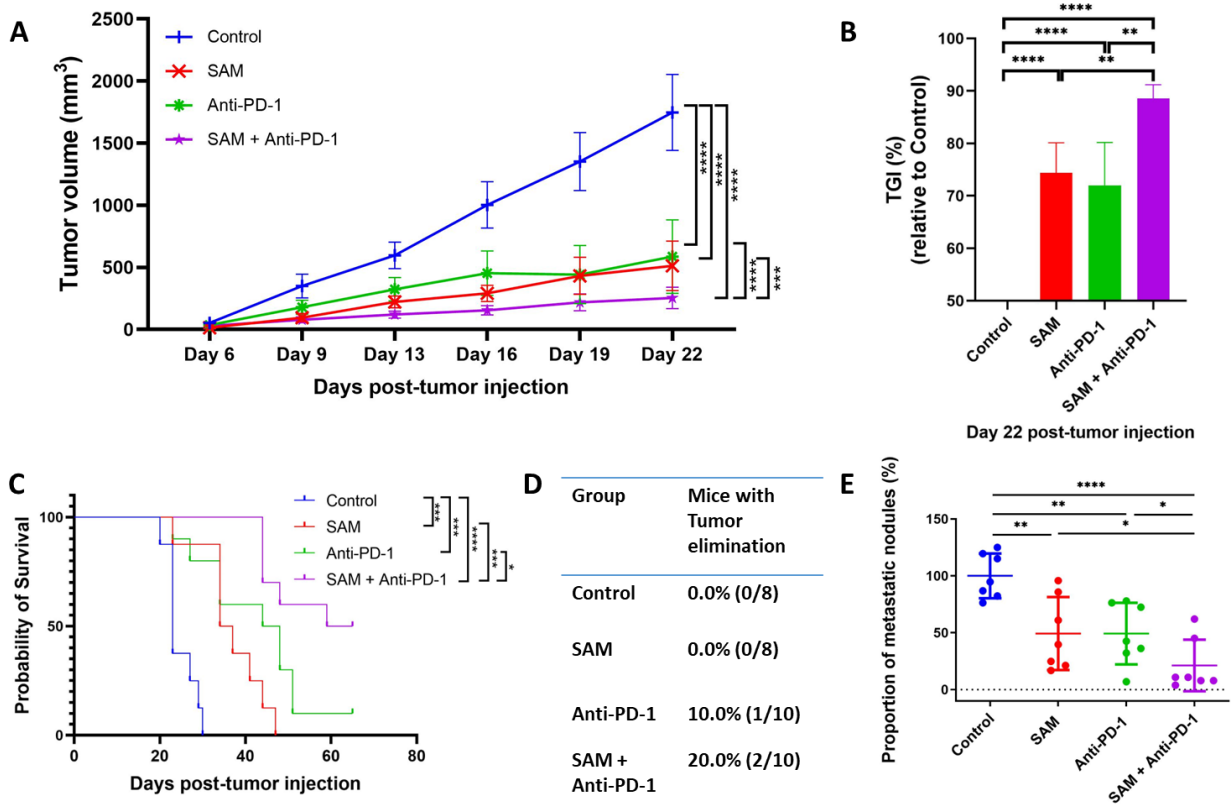 A
Tumor volume (mm³)
2500
2000
1500
1000
500
0
Control
SAM
Anti-PD-1
SAM + Anti-PD-1
****
****
****
****
***
Day 6
Day 9
Day 13
Day 16
Day 19
Day 22
Days post-tumor injection
B
TGI (%)
(relative to Control)
100
90
80
70
60
50
****
****
**
****
**
Control
SAM
Anti-PD-1
SAM + Anti-PD-1
Day 22 post-tumor injection
C
Probability of Survival
100
50
0
Control
SAM
Anti-PD-1
SAM + Anti-PD-1
***
***
****
***
*
0
20
40
60
80
Days post-tumor injection
D
Group
Mice with
Tumor
elimination
Control
0.0% (0/8)
SAM
0.0% (0/8)
Anti-PD-1
10.0% (1/10)
SAM +
Anti-PD-1
20.0% (2/10)
E
Proportion of metastatic nodules (%)
150
100
50
0
****
**
*
**
*
Control
SAM
Anti-PD-1
SAM + Anti-PD-1